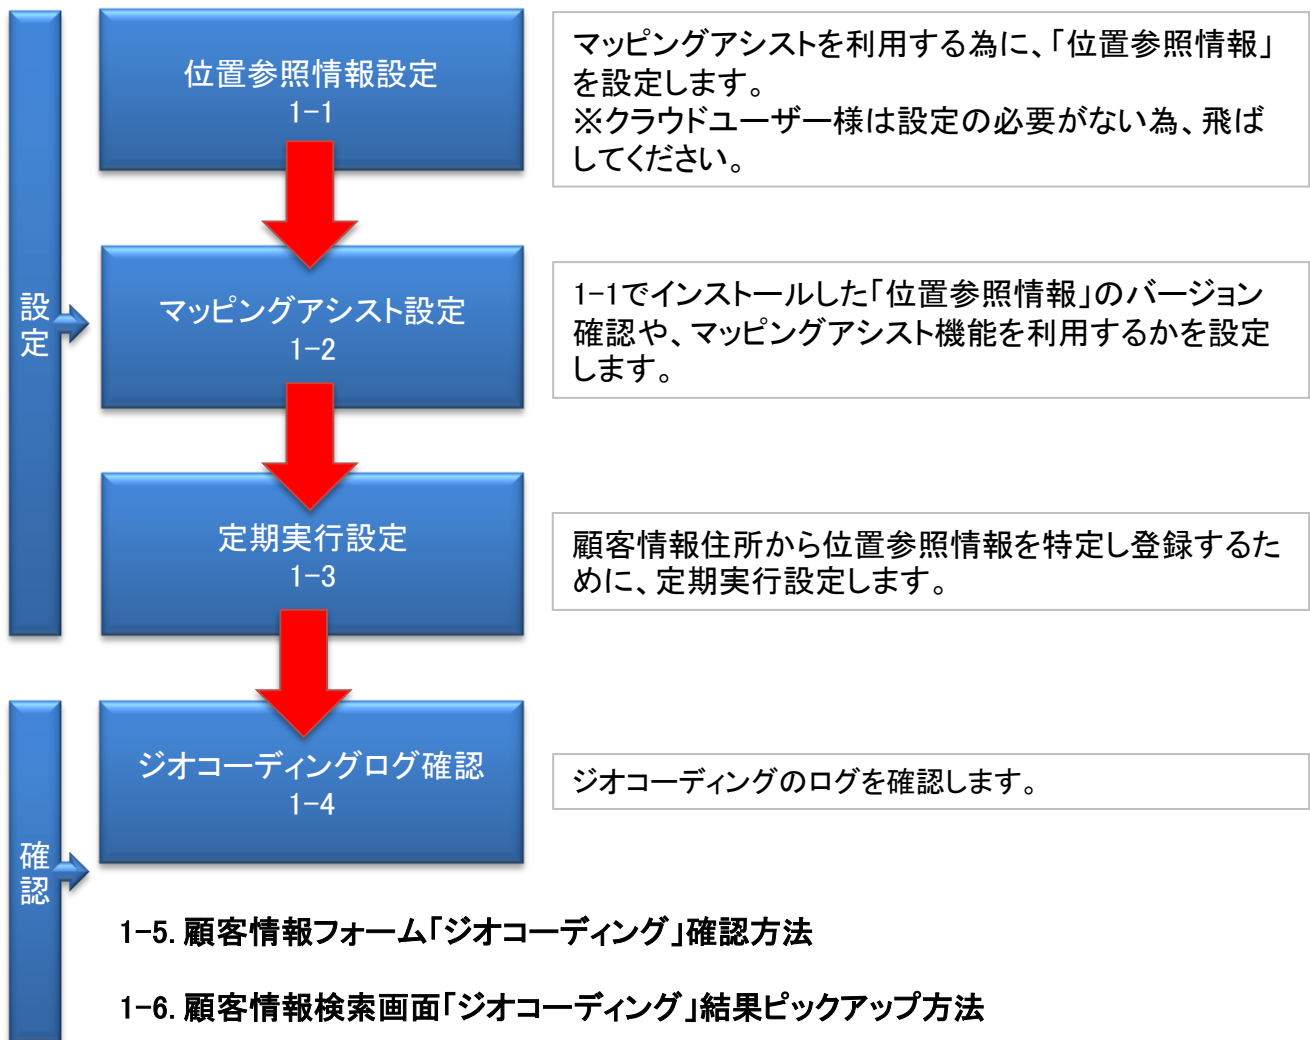 設定
位置参照情報設定
1-1
マッピングアシストを利用する為に、「位置参照情報」
を設定します。
※クラウドユーザー様は設定の必要がない為、飛ば
してください。
マッピングアシスト設定
1-2
1-1でインストールした「位置参照情報」のバージョン
確認や、マッピングアシスト機能を利用するかを設定
します。
定期実行設定
1-3
顧客情報住所から位置参照情報を特定し登録するた
めに、定期実行設定します。
確認
ジオコーディングログ確認
1-4
ジオコーディングのログを確認します。
1-5. 顧客情報フォーム「ジオコーディング」確認方法
1-6. 顧客情報検索画面「ジオコーディング」結果ピックアップ方法